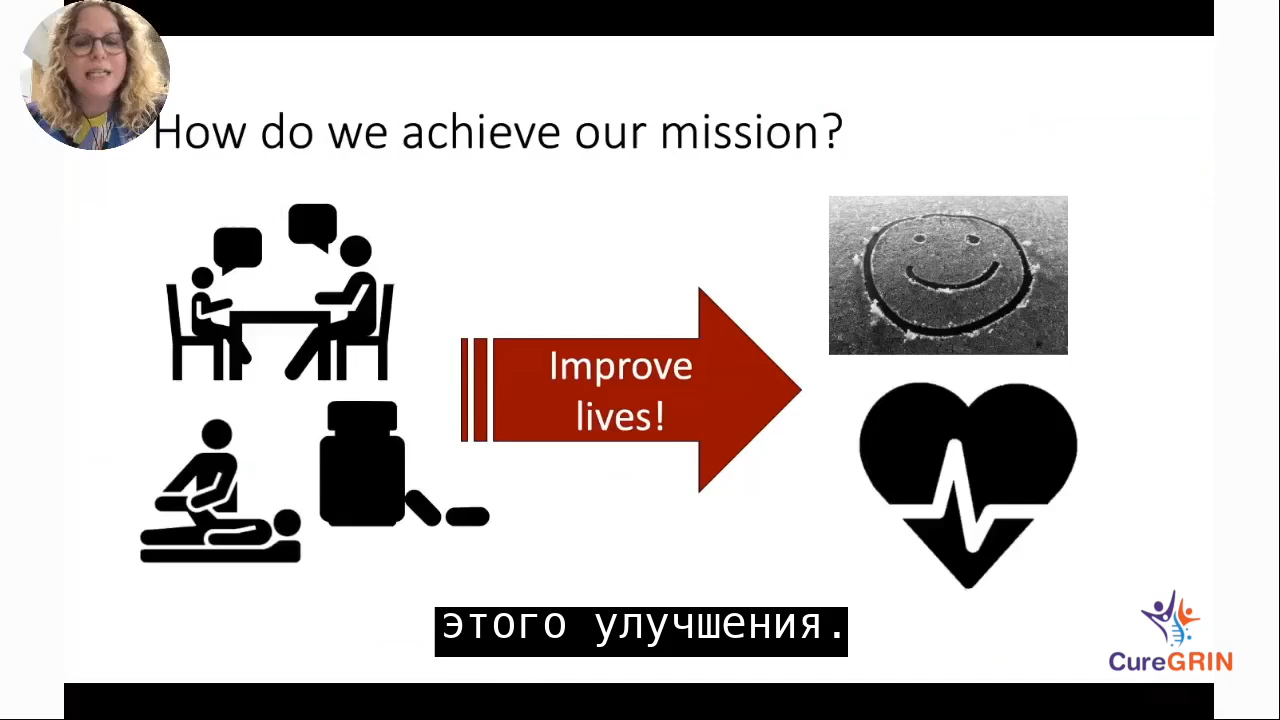 How do we achieve our mission?
Improve
lives!
этого улучшения.
CureGRIN